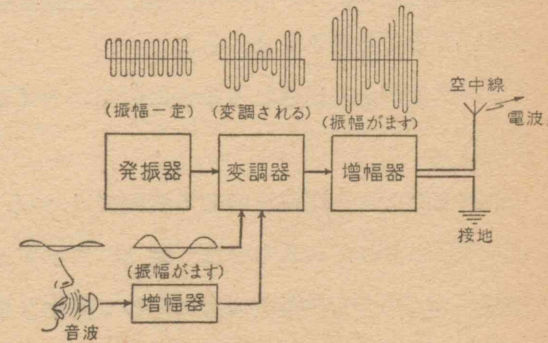 (振幅一定)
(変調される)
(振幅がます)
空中線
電波
発振器
変調器
増幅器
接地
(振幅がます)
増幅器
音波